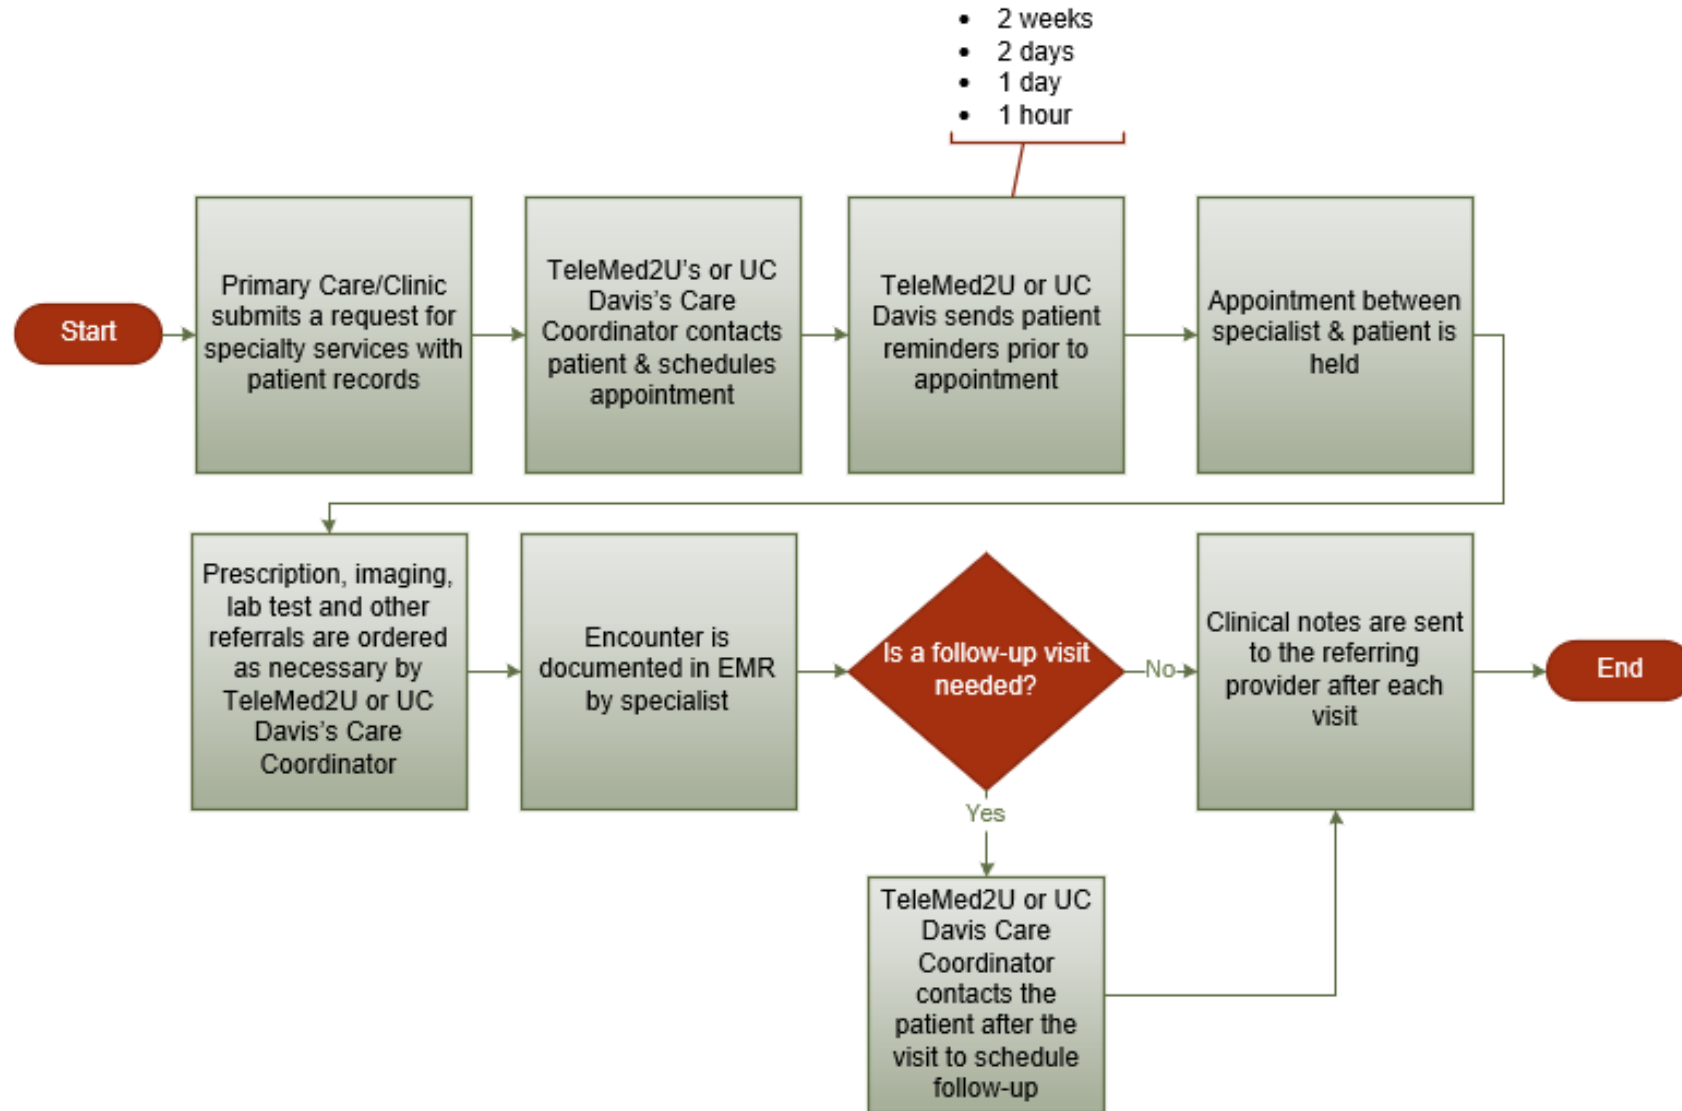 • 2 weeks
• 2 days
• 1 day
• 1 hour
Start
Primary Care/Clinic
submits a request for
specialty services with
patient records
TeleMed2U's or UC
Davis's Care
Coordinator contacts
patient & schedules
appointment
TeleMed2U or UC
Davis sends patient
reminders prior to
appointment
Appointment between
specialist & patient is
held
Prescription, imaging,
lab test and other
referrals are ordered
as necessary by
TeleMed2U or UC
Davis's Care
Coordinator
Encounter is
documented in EMR
by specialist
Is a follow-up visit
needed?
No
Clinical notes are sent
to the referring
provider after each
visit
End
Yes
TeleMed2U or UC
Davis Care
Coordinator
contacts the
patient after the
visit to schedule
follow-up